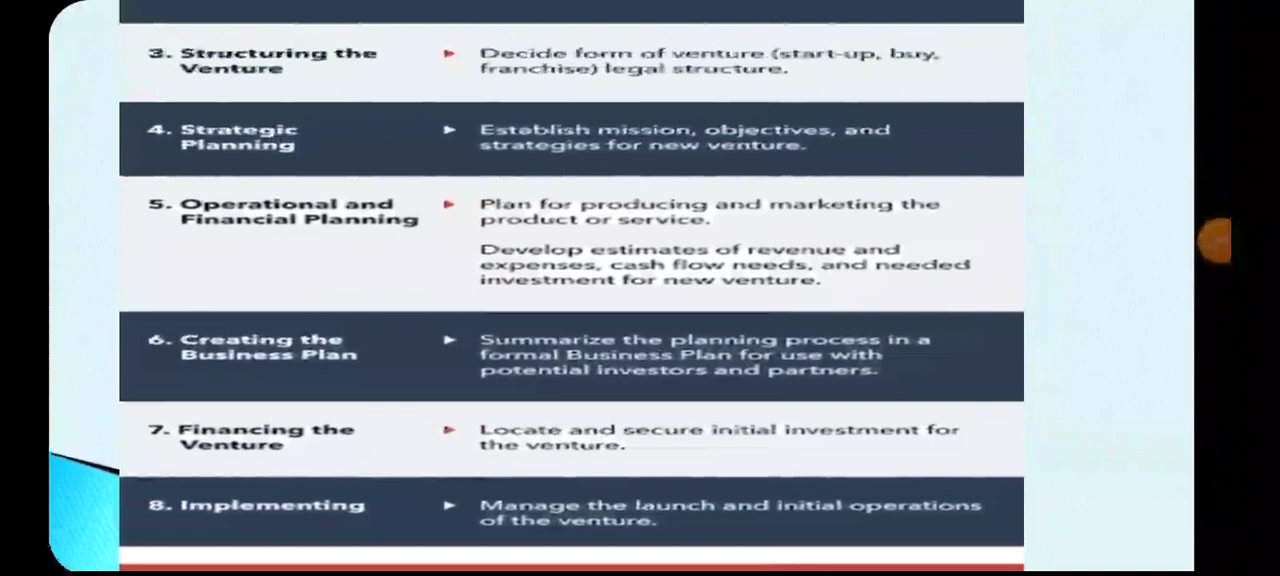 3. Structuring the
Venture
Decide form of venture (start-up, buy,
franchise) legal structure.
4. Strategic
Planning
Establish mission, objectives, and
strategies for new venture.
5. Operational and
Financial Planning
Plan for producing and marketing the
product or service.
Develop estimates of revenue and
expenses, cash flow needs, and needed
investment for new venture.
6. Creating the
Business Plan
Summarize the planning process in a
formal Business Plan for use with
potential investors and partners.
7. Financing the
Venture
Locate and secure initial investment for
the venture.
8. Implementing
Manage the launch and initial operations
of the venture.